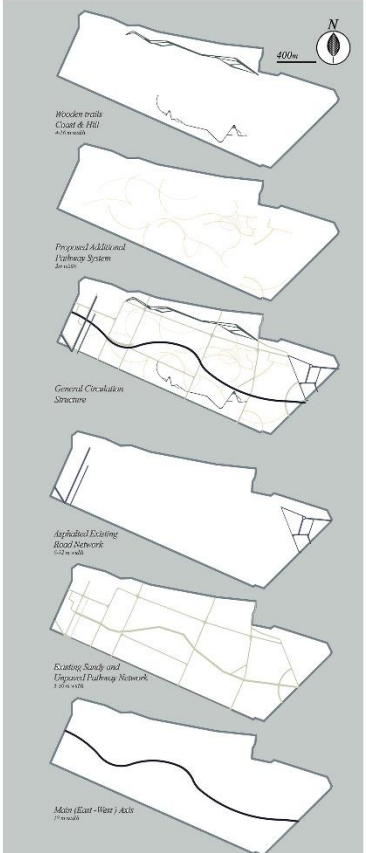 N
400m
Wooden trails
Coast & Hill
Proposed Additional
Pathway System
General Circulation
Structure
Asphalted Existing
Road Network
Existing Sandy and
Unpaved Pathway Network
Main (East -West ) Axis